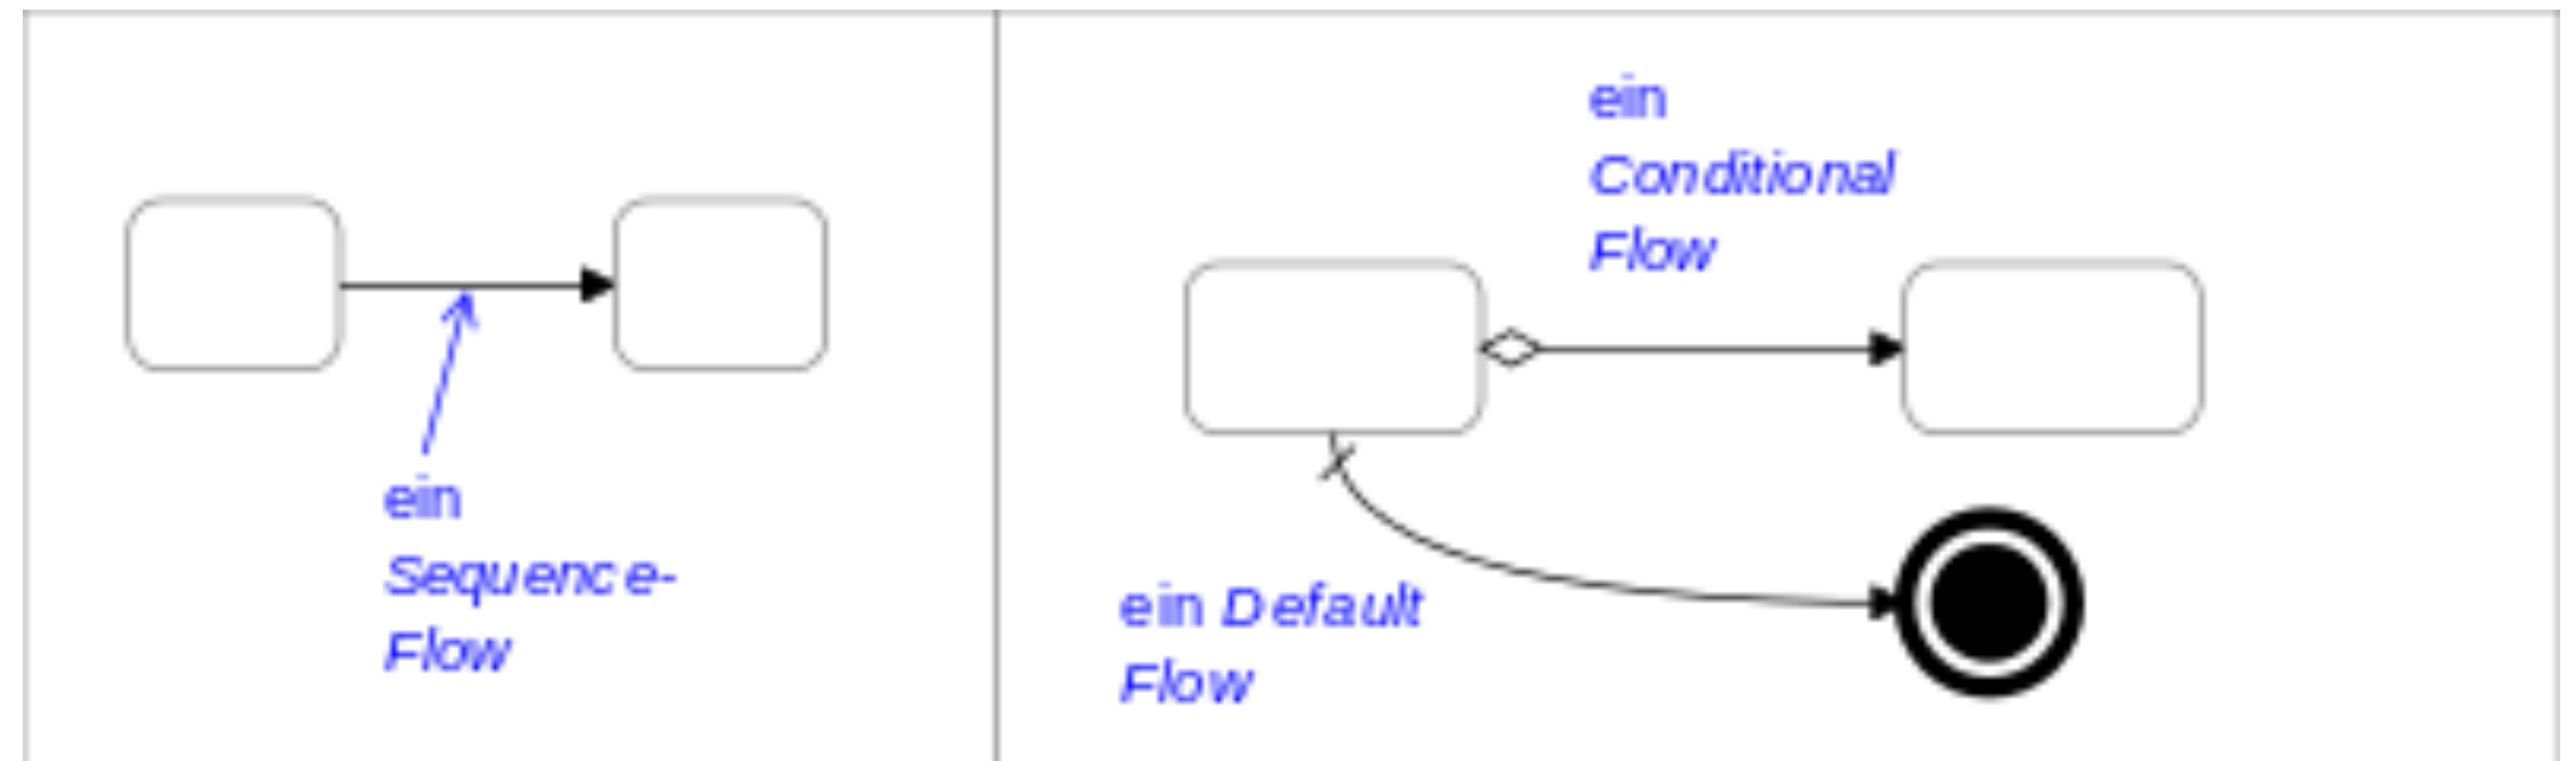 ein
Sequence-
Flow
ein
Conditional
Flow
ein Default
Flow